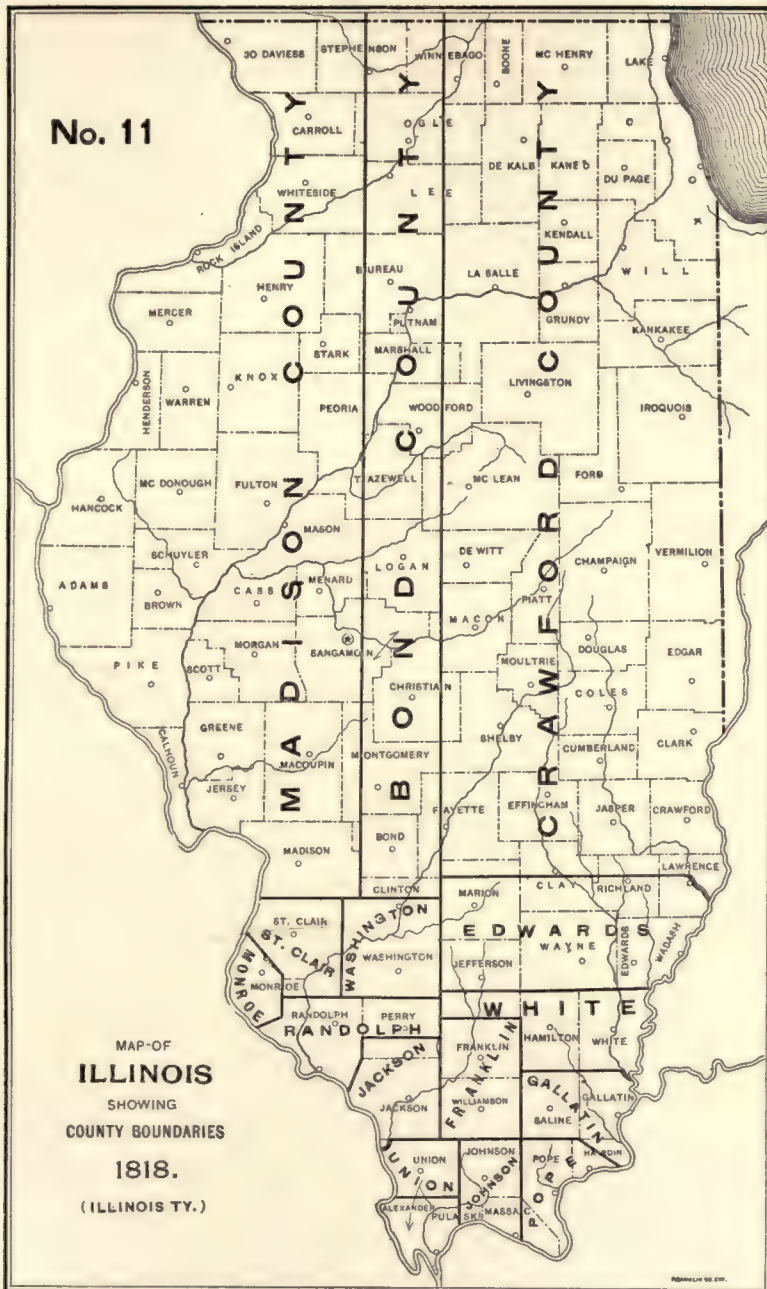 No. 11
JO DAVIESS
STEPHENSON
WINNEBAGO
BOONE
MC HENRY
LAKE
CARROLL
OGLE
DE KALB
KANE
DU PAGE
WHITESIDE
LEE
KENDALL
ROCK ISLAND
HENRY
BUREAU
LA SALLE
WILL
MERCER
PUTNAM
GRUNDY
KANKAKEE
STARK
MARSHALL
HENDERSON
WARREN
KNOX
PEORIA
WOODFORD
LIVINGSTON
IROQUOIS
MC DONOUGH
FULTON
TAZEWELL
MC LEAN
FORD
HANCOCK
MASON
SCHUYLER
LOGAN
DE WITT
CHAMPAIGN
VERMILION
ADAMS
BROWN
CASS
MENARD
MACON
PIATT
PIKE
SCOTT
MORGAN
SANGAMON
MOULTRIE
DOUGLAS
EDGAR
CHRISTIAN
COLES
GREENE
CALHOUN
MACOUPIN
MONTGOMERY
SHELBY
CUMBERLAND
CLARK
JERSEY
FAYETTE
EFFINGHAM
JASPER
CRAWFORD
MADISON
BOND
CLINTON
MARION
CLAY
RICHLAND
LAWRENCE
MADISON COUNTY
BOND COUNTY
CRAWFORD COUNTY
ST. CLAIR
ST. CLAIR
WASHINGTON
WASHINGTON
EDWARDS
WAYNE
EDWARDS
WABASH
JEFFERSON
MONROE
MONROE
RANDOLPH
PERRY
RANDOLPH
WHITE
HAMILTON
WHITE
FRANKLIN
FRANKLIN
JACKSON
JACKSON
WILLIAMSON
GALLATIN
GALLATIN
SALINE
UNION
UNION
JOHNSON
JOHNSON
POPE
POPE
HARDIN
ALEXANDER
PULASKI
MASSAC
MAP-OF
ILLINOIS
SHOWING
COUNTY BOUNDARIES
1818.
(ILLINOIS TY.)